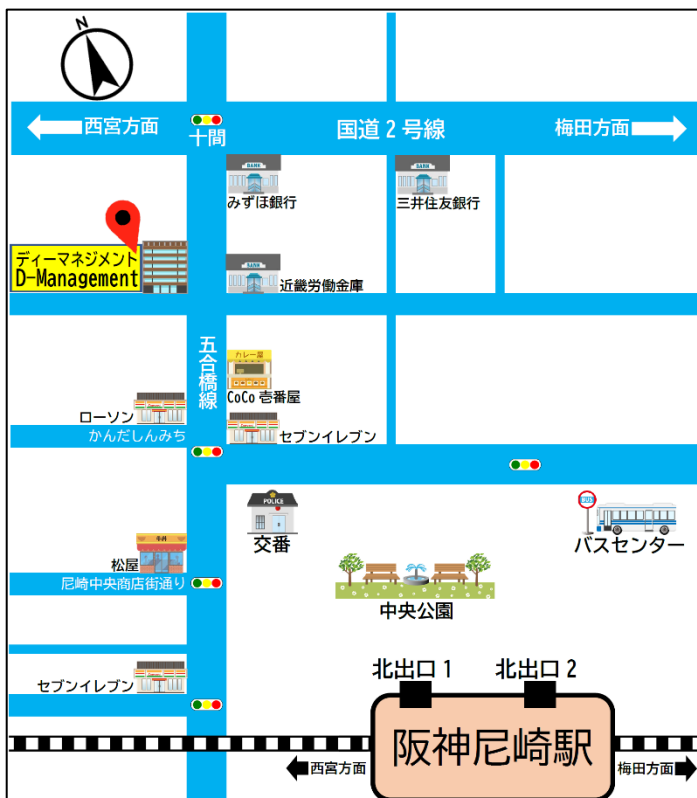 N
西宮方面
十間
国道2号線
梅田方面
BANK
みずほ銀行
BANK
三井住友銀行
ディーマネジメント
D-Management
BANK
近畿労働金庫
五合橋線
カレー屋
CoCo 壱番屋
ローソン
かんだしんみち
セブンイレブン
POLICE
交番
バスセンター
松屋
尼崎中央商店街通り
中央公園
セブンイレブン
北出口1
北出口2
阪神尼崎駅
西宮方面
梅田方面